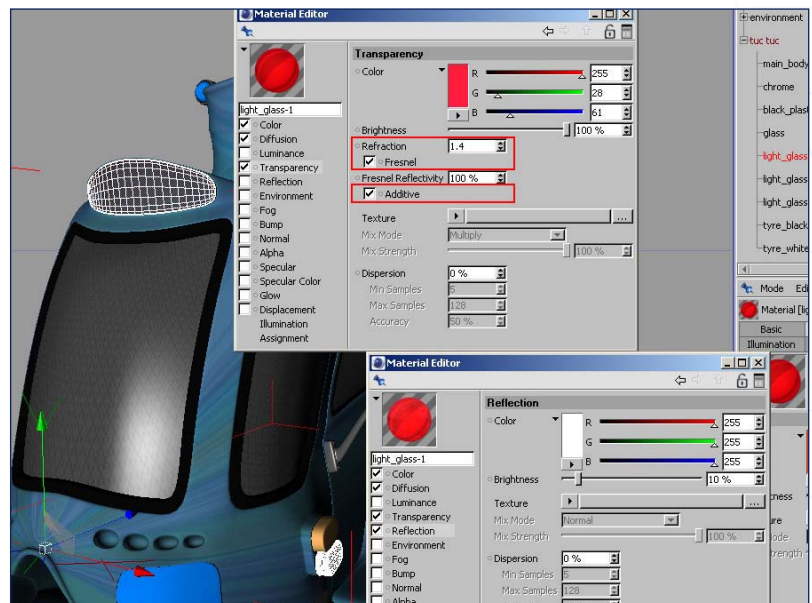 Material Editor
Transparency
Color
R 255
G 28
B 61
Brightness 100 %
Refraction 1.4
Fresnel
Fresnel Reflectivity 100 %
Additive
Texture ...
Mix Mode Multiply
Mix Strength 100 %
Dispersion 0 %
Min Samples 5
Max Samples 128
Accuracy 50 %
light_glass-1
Color
Diffusion
Luminance
Transparency
Reflection
Environment
Fog
Bump
Normal
Alpha
Specular
Specular Color
Glow
Displacement
Illumination
Assignment
environment
tuc tuc
main_body
chrome
glass
light_glass
light_glass
light_glass
tyre_black
tyre_white
Mode
Basic
Illumination
Material Editor
Reflection
Color
R 255
G 255
B 255
Brightness 10 %
Texture ...
Mix Mode Normal
Mix Strength 100 %
Dispersion 0 %
Min Samples 5
Max Samples 128
light_glass-1
Color
Diffusion
Luminance
Transparency
Reflection
Environment
Fog
Bump
Normal
Alpha